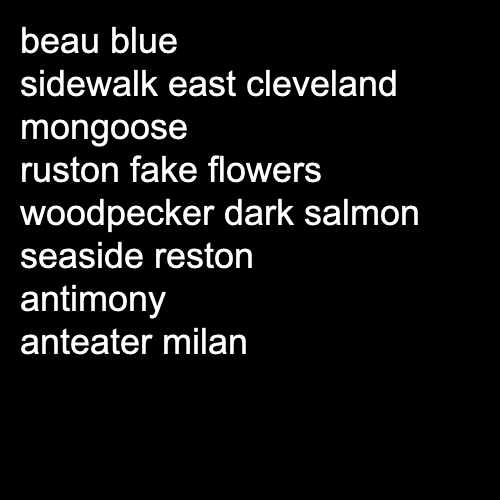 beau blue
sidewalk east cleveland
mongoose
ruston fake flowers
woodpecker dark salmon
seaside reston
antimony
anteater milan